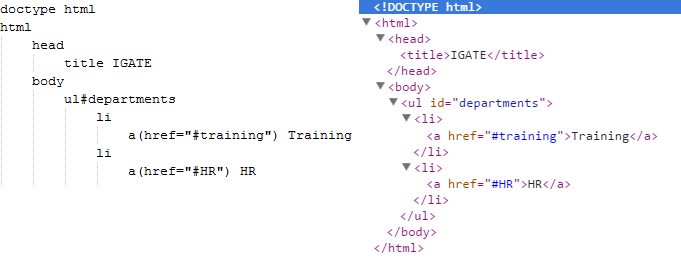 doctype html
html
head
title IGATE
body
ul#departments
li
a(href="#training") Training
li
a(href="#HR") HR
<!DOCTYPE html>
<html>
<head>
<title>IGATE</title>
</head>
<body>
<ul id="departments">
<li>
<a href="#training">Training</a>
</li>
<li>
<a href="#HR">HR</a>
</li>
</ul>
</body>
</html>